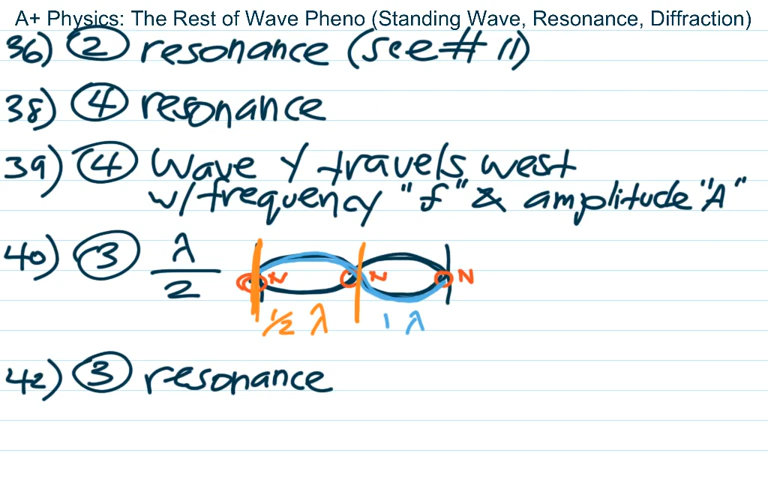 A+ Physics: The Rest of Wave Pheno (Standing Wave, Resonance, Diffraction)
36) 2 resonance (see # 11)
38) 4 resonance
39) 4 Wave Y travels west
w/ frequency "f" & amplitude "A"
40) 3 λ/2 N N N
1/2 λ 1 λ
42) 3 resonance